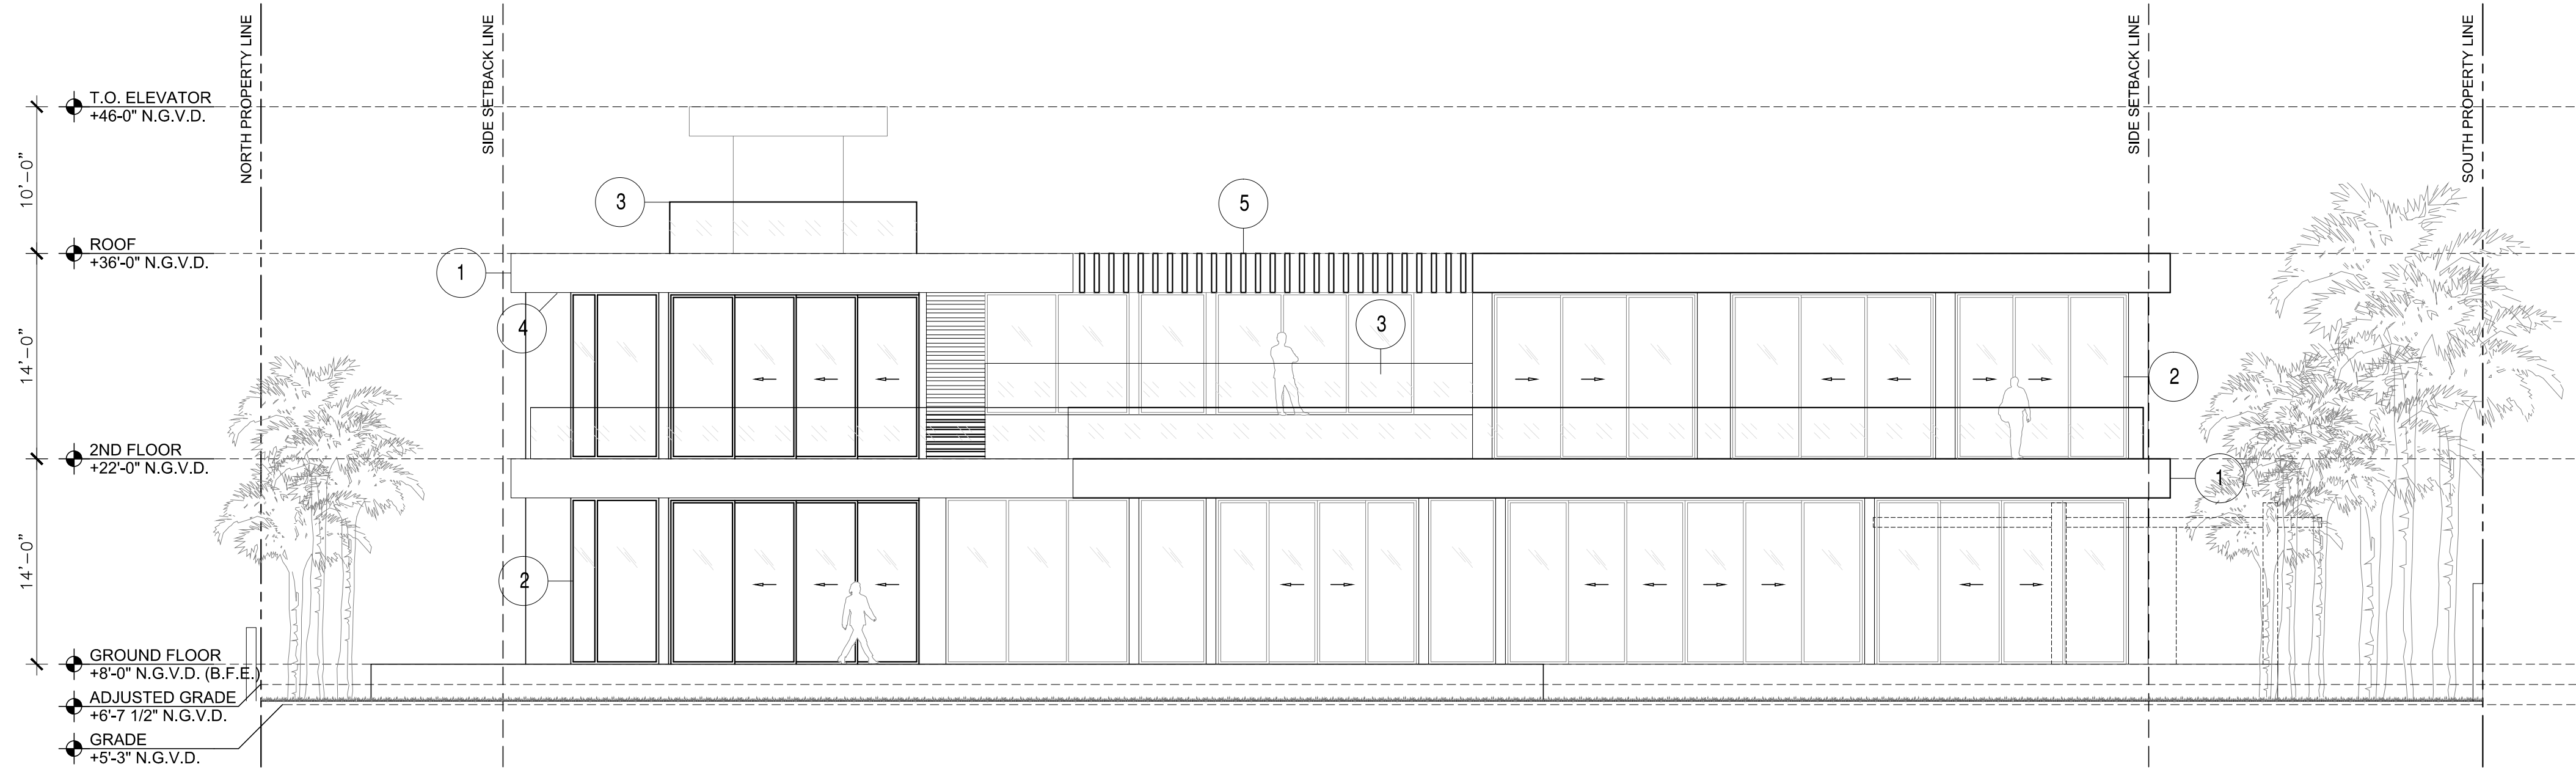 NORTH PROPERTY LINE
SIDE SETBACK LINE
SIDE SETBACK LINE
SOUTH PROPERTY LINE
T.O. ELEVATOR
+46-0" N.G.V.D.
10'-0"
3
5
ROOF
+36'-0" N.G.V.D.
1
4
3
14'-0"
2
2ND FLOOR
+22'-0" N.G.V.D.
1
14'-0"
2
GROUND FLOOR
+8'-0" N.G.V.D. (B.F.E.)
ADJUSTED GRADE
+6'-7 1/2" N.G.V.D.
GRADE
+5'-3" N.G.V.D.